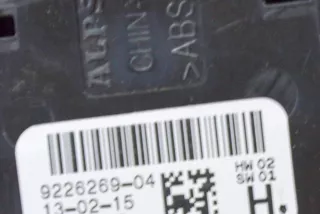 ALPS
CHINA
>ABS
9226269-04
13-02-15
HW 02
SW 01
H.